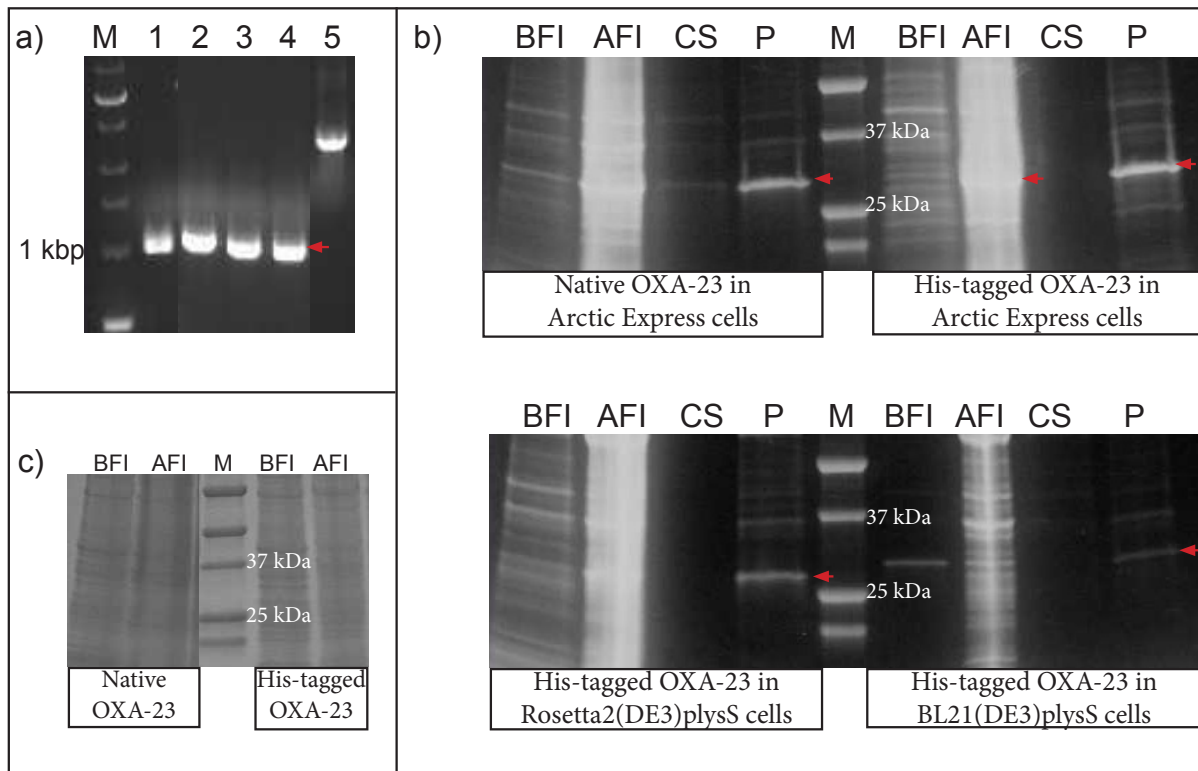 a)
M 1 2 3 4 5
1 kbp
b)
BFI AFI CS P M BFI AFI CS P
37 kDa
25 kDa
Native OXA-23 in
Arctic Express cells
His-tagged OXA-23 in
Arctic Express cells
BFI AFI CS P M BFI AFI CS P
37 kDa
25 kDa
His-tagged OXA-23 in
Rosetta2(DE3)plysS cells
His-tagged OXA-23 in
BL21(DE3)plysS cells
c)
BFI AFI M BFI AFI
37 kDa
25 kDa
Native
OXA-23
His-tagged
OXA-23